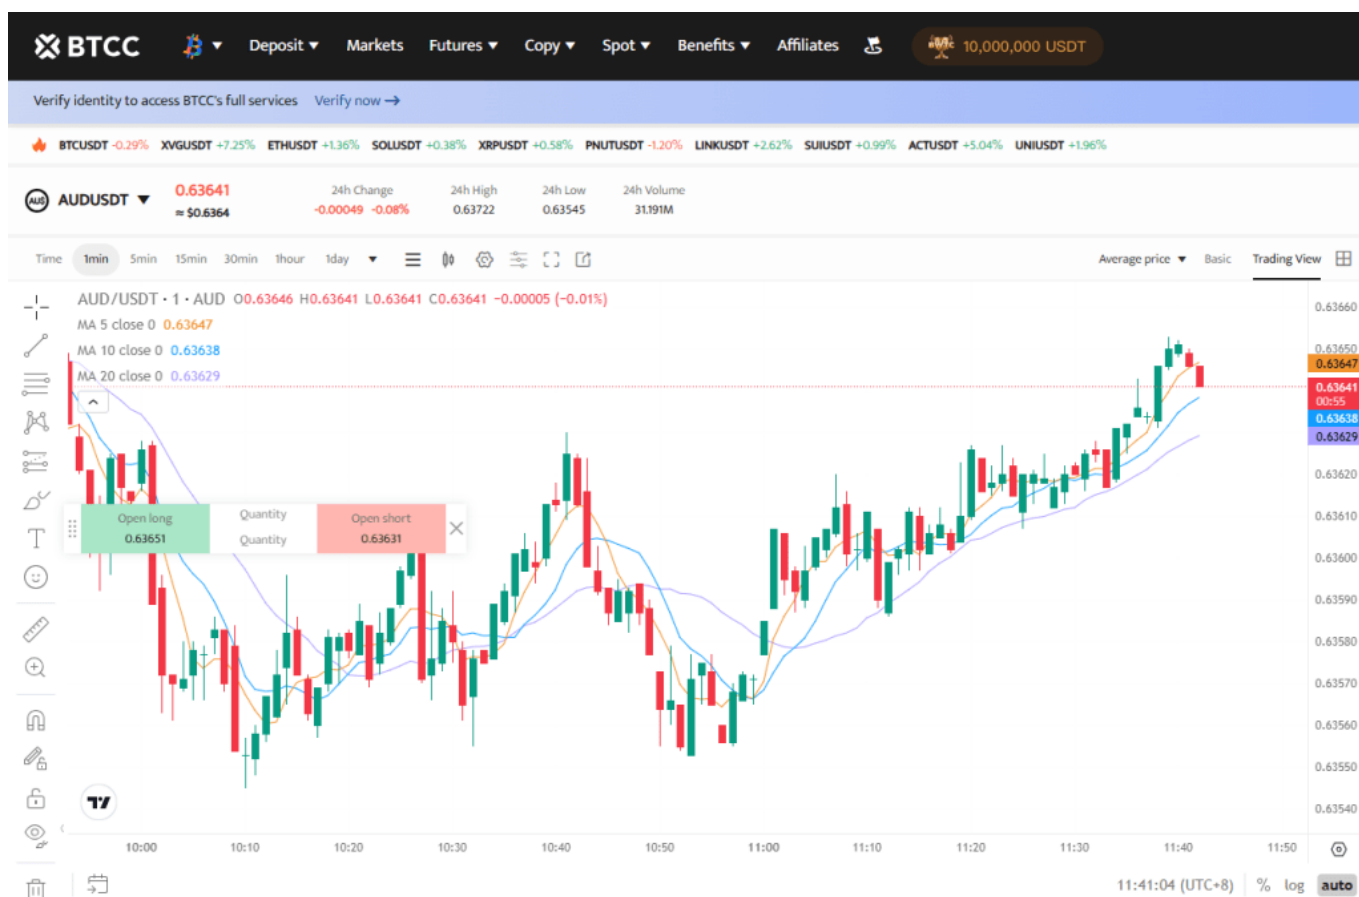 BTCC Deposit Markets Futures Copy Spot Benefits Affiliates 10,000,000 USDT
Verify identity to access BTCC's full services Verify now →
BTCUSDT -0.29% XVGUSDT +7.25% ETHUSDT +1.36% SOLUSDT +0.38% XRPUSDT +0.58% PNUTUSDT -1.20% LINKUSDT +2.62% SUIUSDT +0.99% ACTUSDT +5.04% UNIUSDT +1.96%
AU$ AUDUSDT
0.63641
≈ $0.6364
24h Change
-0.00049 -0.08%
24h High
0.63722
24h Low
0.63545
24h Volume
31.191M
Time 1min 5min 15min 30min 1hour 1day Average price Basic Trading View
AUD/USDT · 1 · AUD O0.63646 H0.63641 L0.63641 C0.63641 −0.00005 (−0.01%)
MA 5 close 0 0.63647
MA 10 close 0 0.63638
MA 20 close 0 0.63629
Open long
0.63651
Quantity
Quantity
Open short
0.63631
0.63660
0.63650
0.63647
0.63641
00:55
0.63638
0.63629
0.63620
0.63610
0.63600
0.63590
0.63580
0.63570
0.63560
0.63550
0.63540
10:00 10:10 10:20 10:30 10:40 10:50 11:00 11:10 11:20 11:30 11:40 11:50
11:41:04 (UTC+8) % log auto